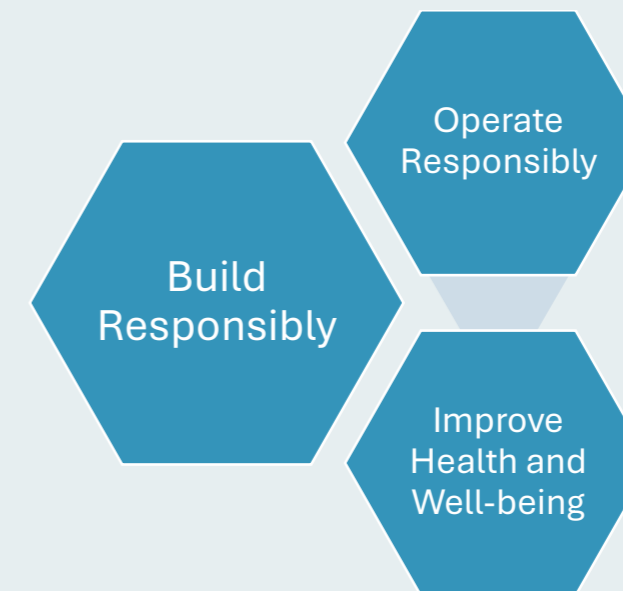 Build
Responsibly
Operate
Responsibly
Improve
Health and
Well-being